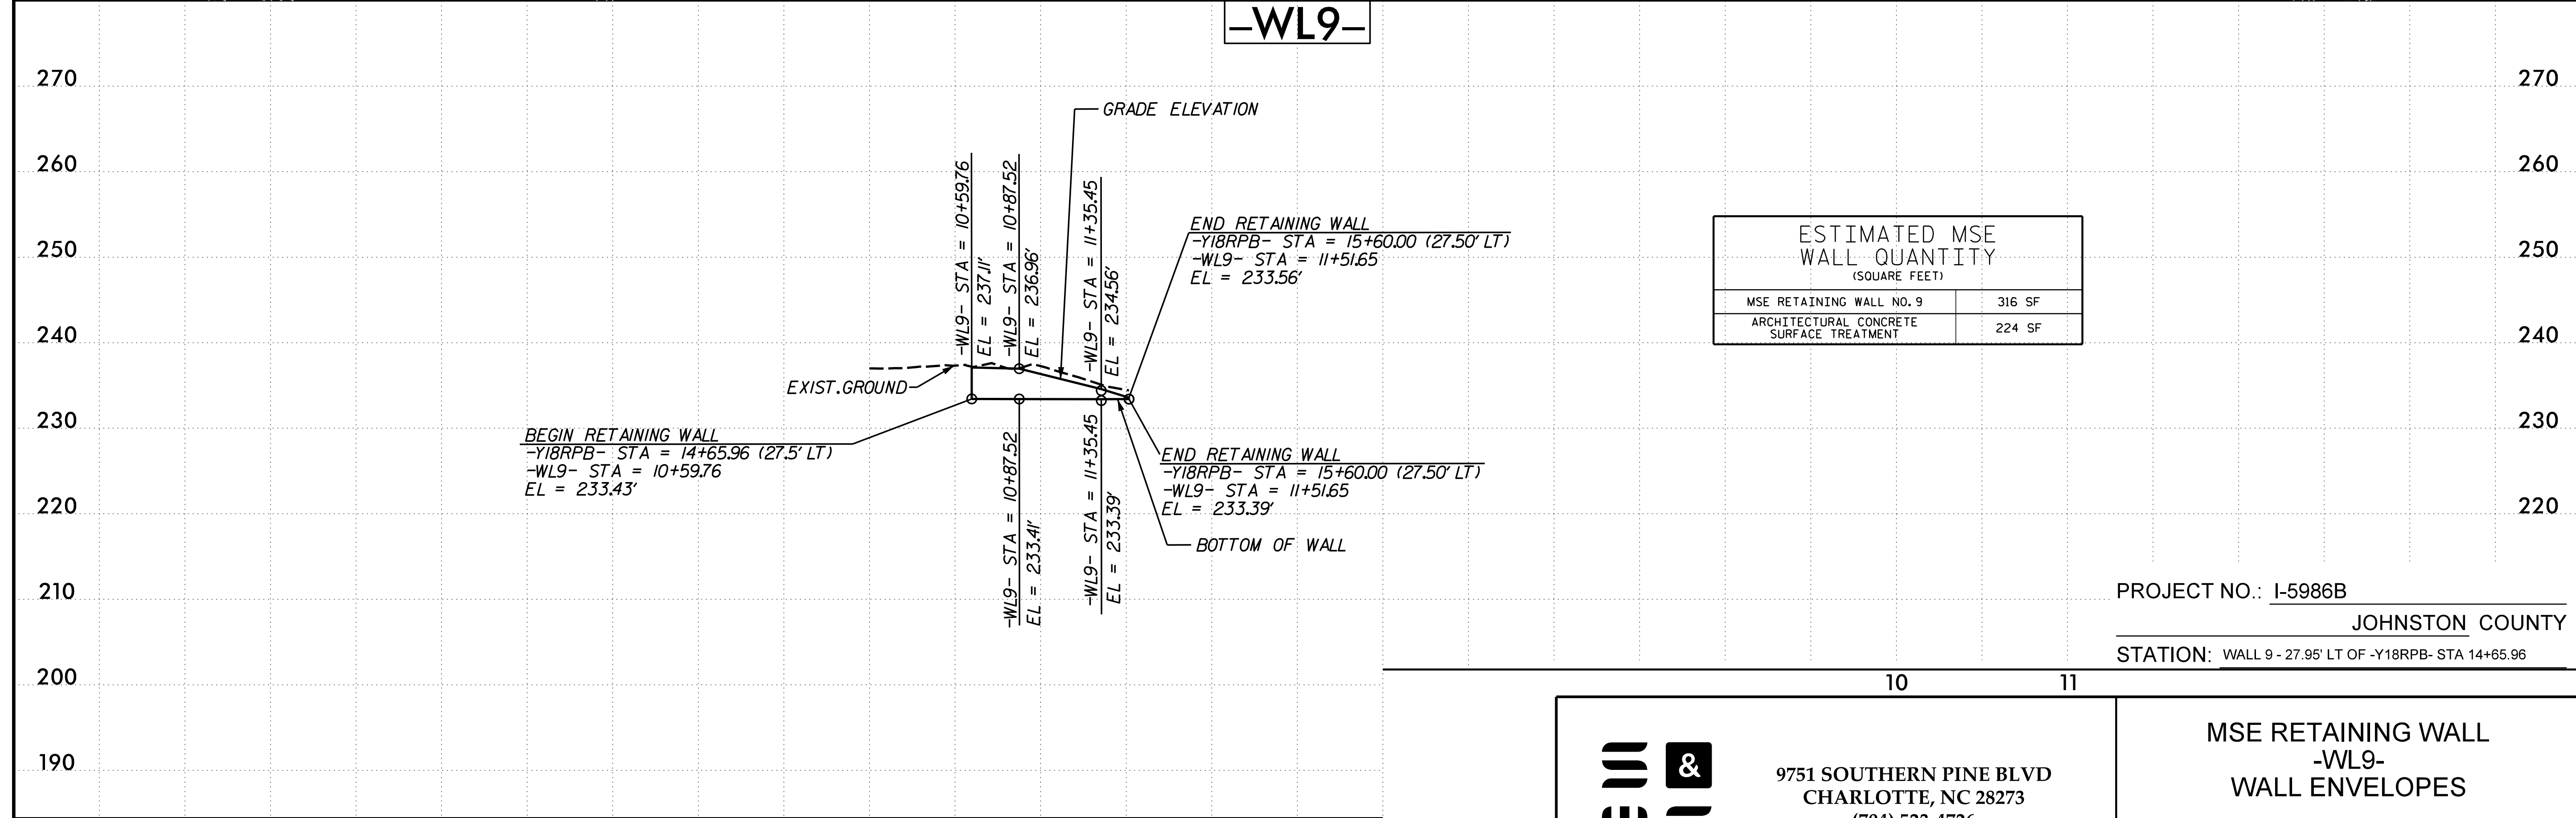 -WL9-
270
270
GRADE ELEVATION
260
260
-WL9- STA = 10+59.76
EL = 237.11'
-WL9- STA = 10+87.52
EL = 236.96'
-WL9- STA = 11+35.45
EL = 234.56'
END RETAINING WALL
-Y18RPB- STA = 15+60.00 (27.50' LT)
-WL9- STA = 11+51.65
EL = 233.56'
ESTIMATED MSE
WALL QUANTITY
(SQUARE FEET)
MSE RETAINING WALL NO. 9 316 SF
ARCHITECTURAL CONCRETE
SURFACE TREATMENT
224 SF
250
250
240
240
EXIST. GROUND
230
230
BEGIN RETAINING WALL
-Y18RPB- STA = 14+65.96 (27.5' LT)
-WL9- STA = 10+59.76
EL = 233.43'
-WL9- STA = 10+87.52
EL = 233.41'
-WL9- STA = 11+35.45
EL = 233.39'
END RETAINING WALL
-Y18RPB- STA = 15+60.00 (27.50' LT)
-WL9- STA = 11+51.65
EL = 233.39'
BOTTOM OF WALL
220
220
210
200
190
PROJECT NO.: I-5986B
JOHNSTON COUNTY
STATION: WALL 9 - 27.95' LT OF -Y18RPB- STA 14+65.96
10
11
&
9751 SOUTHERN PINE BLVD
CHARLOTTE, NC 28273
(704) 523-4726
MSE RETAINING WALL
-WL9-
WALL ENVELOPES